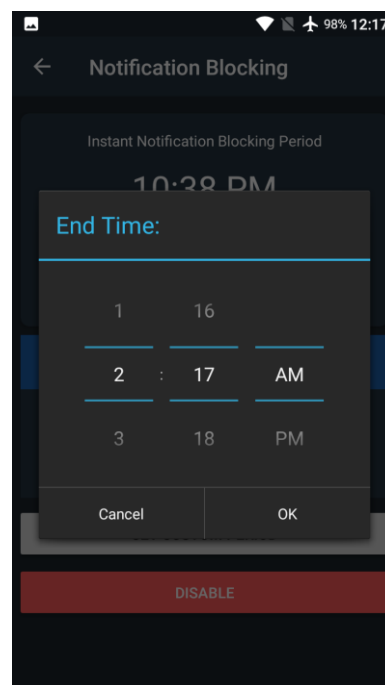 98% 12:17
Notification Blocking
Instant Notification Blocking Period
10:38 PM
End Time:
1 16
2 : 17 AM
3 18 PM
Cancel OK
DISABLE